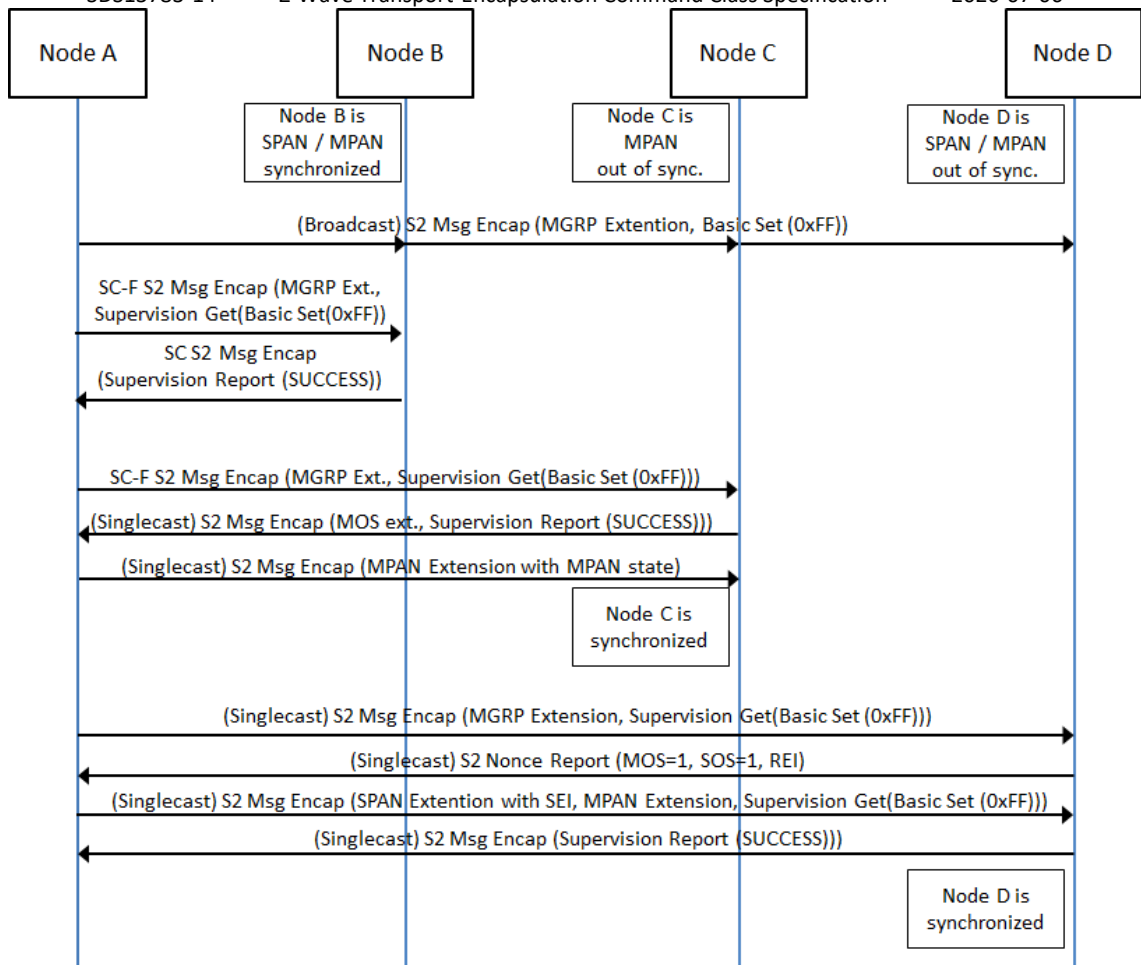 Z-Wave Transport-Encapsulation Command Class Specification
Node A
Node B
Node C
Node D
Node B is
SPAN / MPAN
synchronized
Node C is
MPAN
out of sync.
Node D is
SPAN / MPAN
out of sync.
(Broadcast) S2 Msg Encap (MGRP Extention, Basic Set (0xFF))
SC-F S2 Msg Encap (MGRP Ext.,
Supervision Get(Basic Set(0xFF))
SC S2 Msg Encap
(Supervision Report (SUCCESS))
SC-F S2 Msg Encap (MGRP Ext., Supervision Get(Basic Set (0xFF)))
(Singlecast) S2 Msg Encap (MOS ext., Supervision Report (SUCCESS)))
(Singlecast) S2 Msg Encap (MPAN Extension with MPAN state)
Node C is
synchronized
(Singlecast) S2 Msg Encap (MGRP Extension, Supervision Get(Basic Set (0xFF)))
(Singlecast) S2 Nonce Report (MOS=1, SOS=1, REI)
(Singlecast) S2 Msg Encap (SPAN Extention with SEI, MPAN Extension, Supervision Get(Basic Set (0xFF)))
(Singlecast) S2 Msg Encap (Supervision Report (SUCCESS)))
Node D is
synchronized